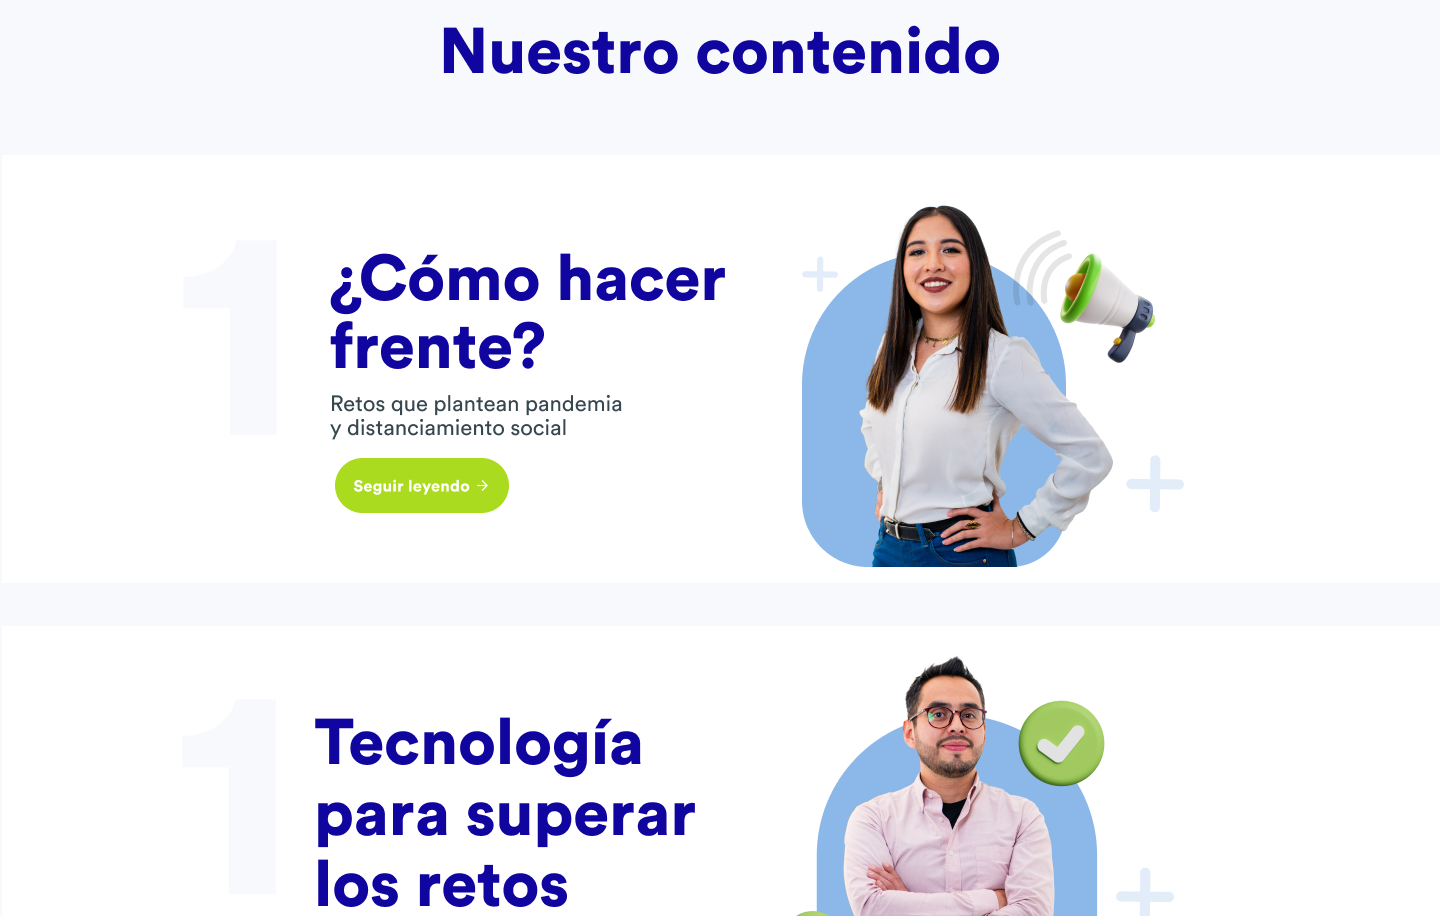 Nuestro contenido
1
¿Cómo hacer
frente?
Retos que plantean pandemia
y distanciamiento social
Seguir leyendo →
1
Tecnología
para superar
los retos